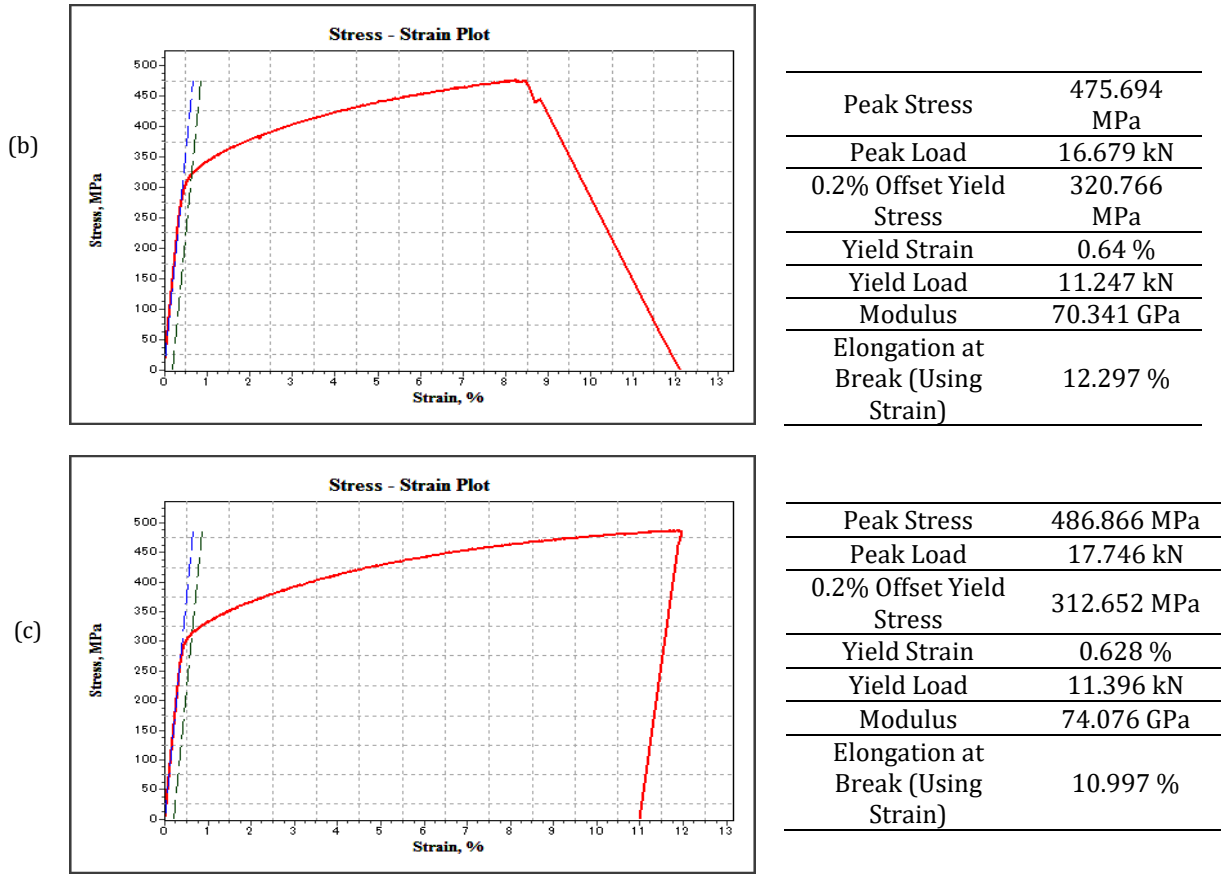 (b)
Stress - Strain Plot
500
450
400
350
300
250
200
150
100
50
0
Stress, MPa
0 1 2 3 4 5 6 7 8 9 10 11 12 13
Strain, %
Peak Stress 475.694
MPa
Peak Load 16.679 kN
0.2% Offset Yield 320.766
Stress MPa
Yield Strain 0.64 %
Yield Load 11.247 kN
Modulus 70.341 GPa
Elongation at
Break (Using 12.297 %
Strain)
(c)
Stress - Strain Plot
500
450
400
350
300
250
200
150
100
50
0
Stress, MPa
0 1 2 3 4 5 6 7 8 9 10 11 12 13
Strain, %
Peak Stress 486.866 MPa
Peak Load 17.746 kN
0.2% Offset Yield
Stress 312.652 MPa
Yield Strain 0.628 %
Yield Load 11.396 kN
Modulus 74.076 GPa
Elongation at
Break (Using 10.997 %
Strain)